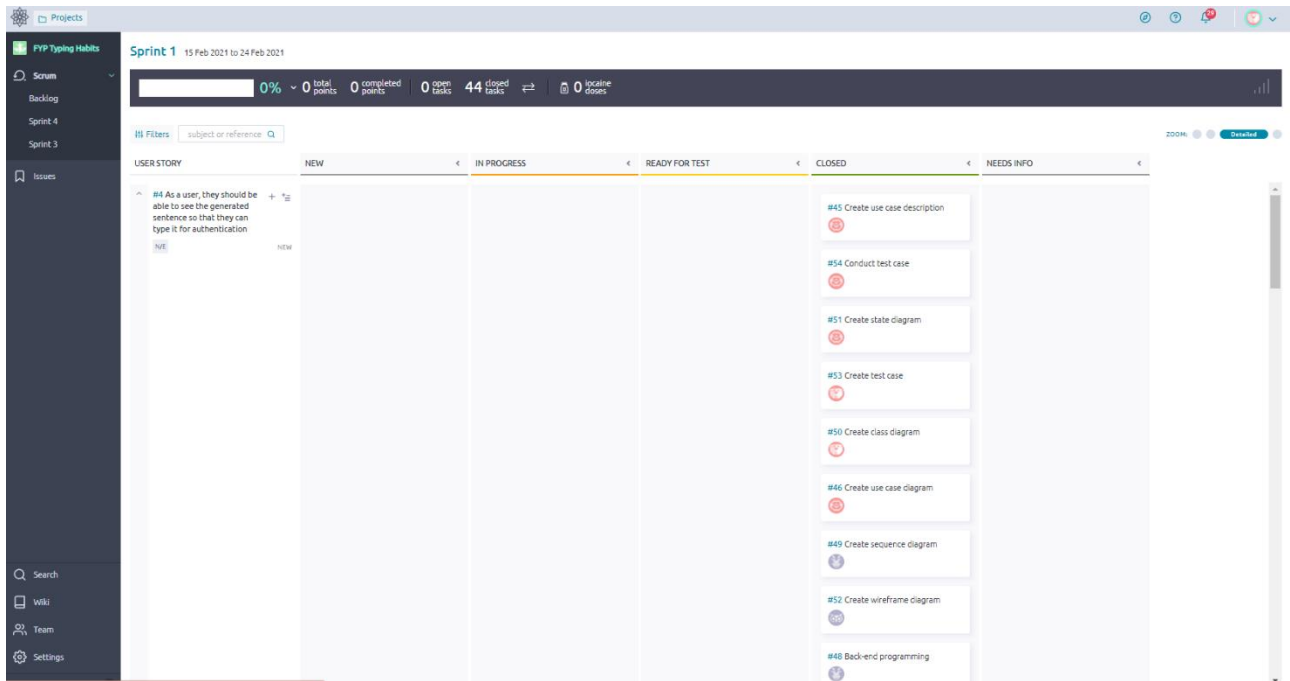 Projects
29
FYP Typing Habits
Scrum
Backlog
Sprint 4
Sprint 3
Issues
Search
Wiki
Team
Settings
Sprint 1 15 Feb 2021 to 24 Feb 2021
0% 0 total points 0 completed points 0 open tasks 44 closed tasks 0 iocaine doses
Filters subject or reference
ZOOM: Detailed
USER STORY NEW IN PROGRESS READY FOR TEST CLOSED NEEDS INFO
#4 As a user, they should be
able to see the generated
sentence so that they can
type it for authentication
N/E NEW
#45 Create use case description
#54 Conduct test case
#51 Create state diagram
#53 Create test case
#50 Create class diagram
#46 Create use case diagram
#49 Create sequence diagram
#52 Create wireframe diagram
#48 Back-end programming